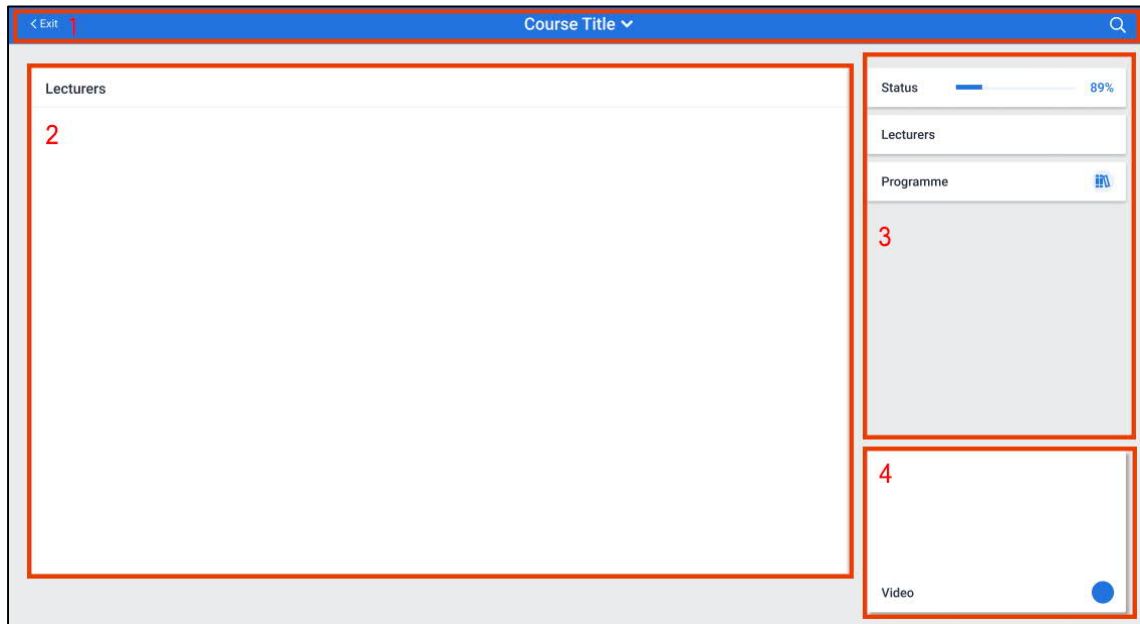 Exit 1 Course Title
Lecturers
2
Status 89%
Lecturers
Programme
3
4
Video